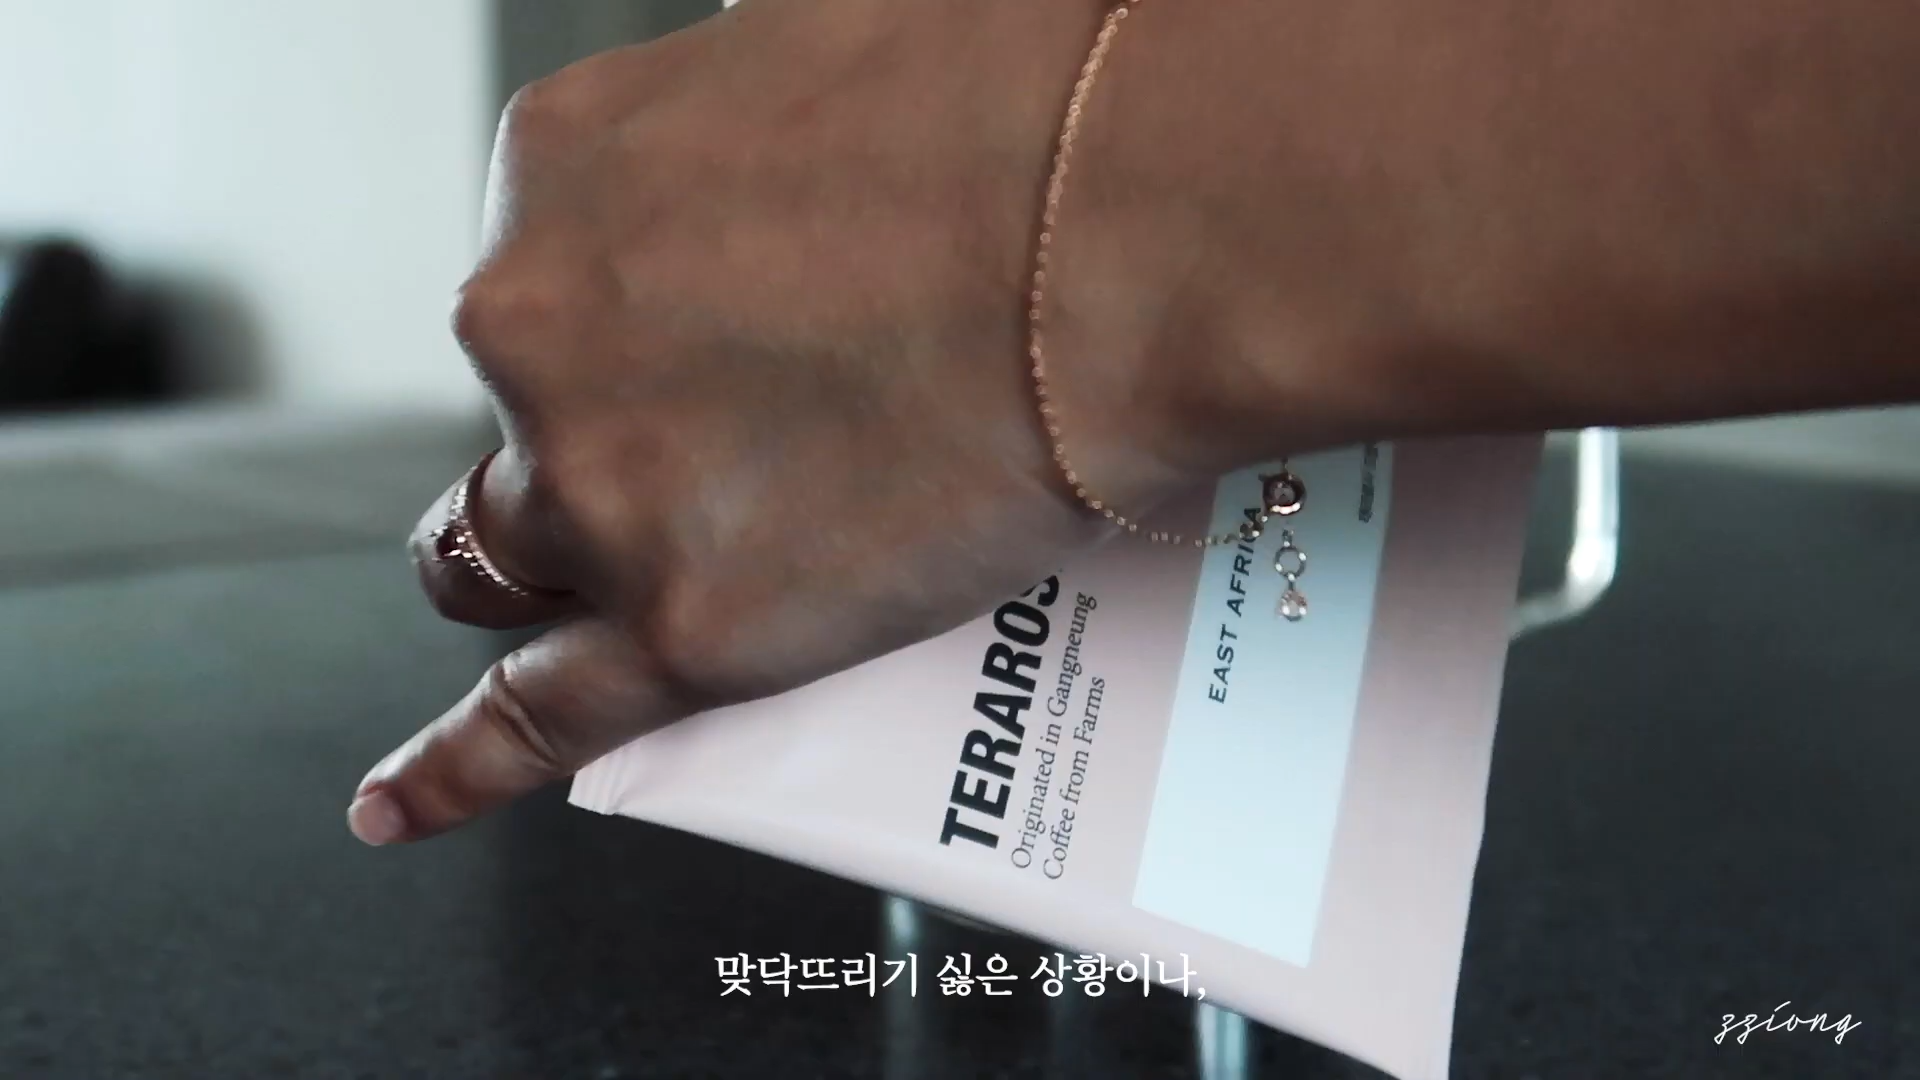 TERAROS
Originated in Gangneung
Coffee from Farms
EAST AFRICA
맞닥뜨리기 싫은 상황이나,
zziong